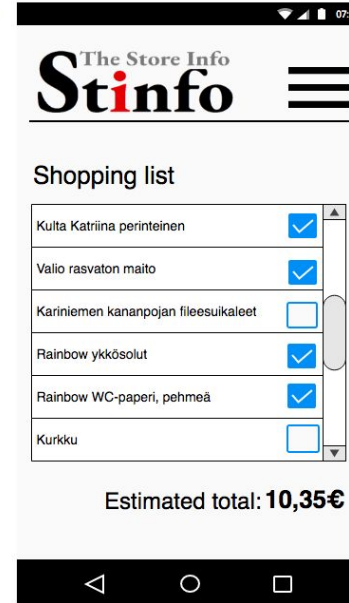 07:
The Store Info
Stinfo
Shopping list
Kulta Katriina perinteinen
Valio rasvaton maito
Kariniemen kananpojan fileesuikaleet
Rainbow ykkösolut
Rainbow WC-paperi, pehmeä
Kurkku
Estimated total: 10,35€